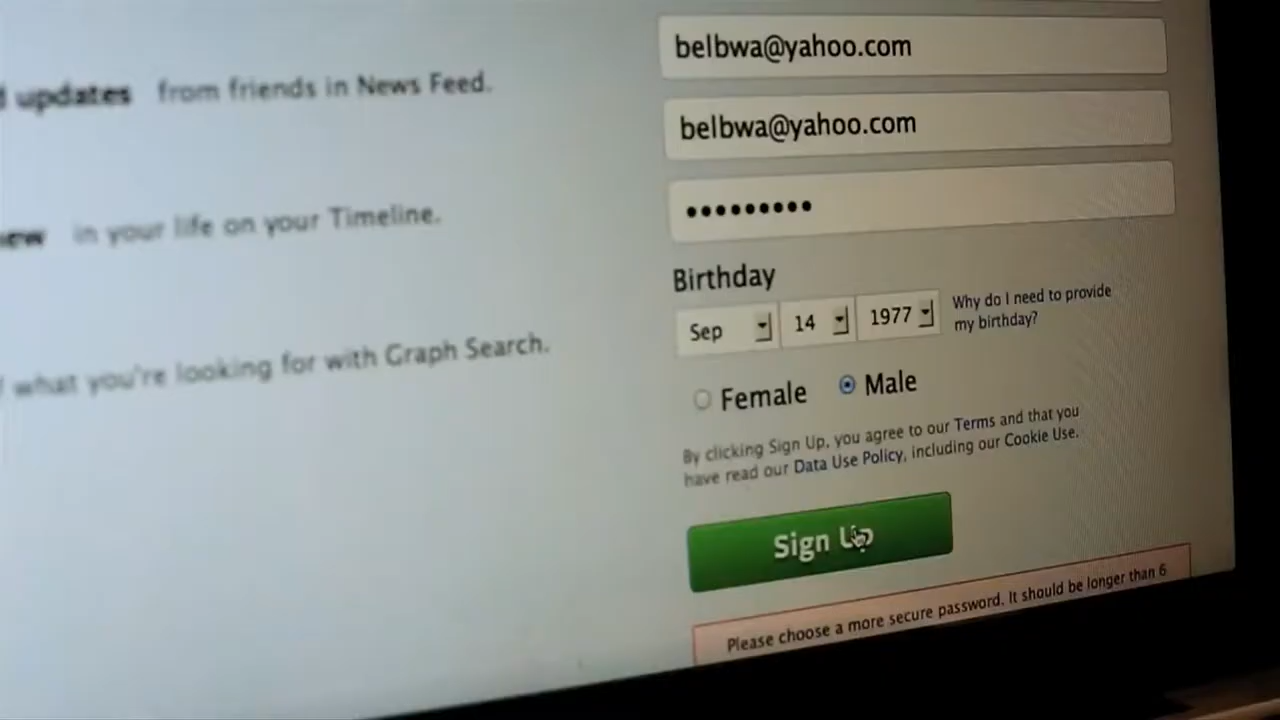 belbwa@yahoo.com
updates from friends in News Feed.
belbwa@yahoo.com
•••••••••
in your life on your Timeline.
Birthday
Sep 14 1977
Why do I need to provide
my birthday?
what you're looking for with Graph Search.
Female Male
By clicking Sign Up, you agree to our Terms and that you
have read our Data Use Policy, including our Cookie Use.
Sign Up
Please choose a more secure password. It should be longer than 6